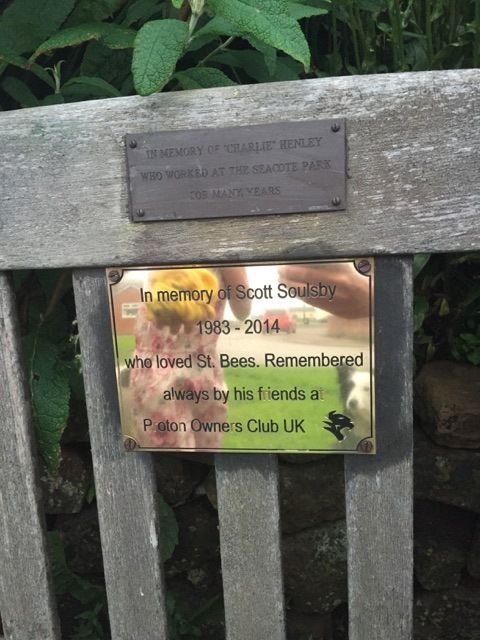 IN MEMORY OF "CHARLIE" HENLEY
WHO WORKED AT THE SEACOTE PARK
FOR MANY YEARS
In memory of Scott Soulsby
1983 - 2014
who loved St. Bees. Remembered
always by his friends at
Proton Owners Club UK